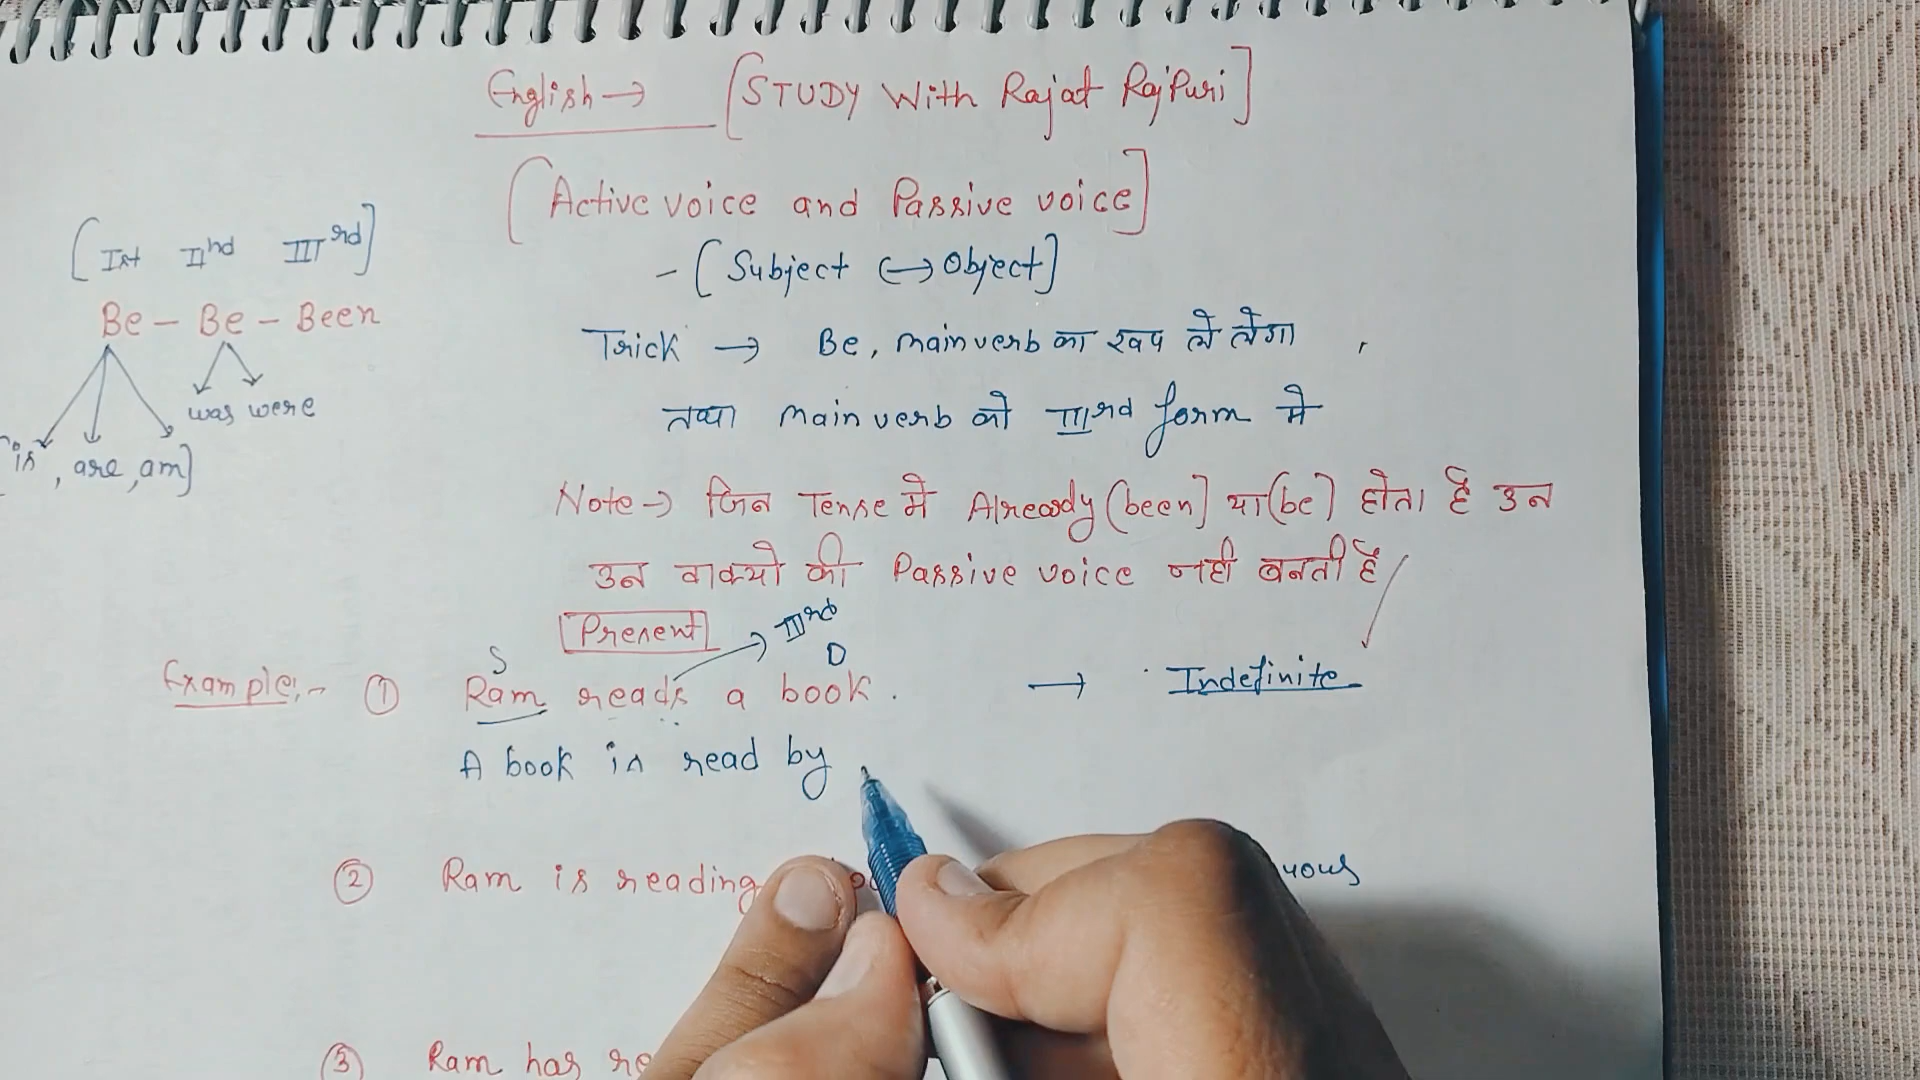 English → [STUDY With Rajat RajPuri]
[Active voice and Passive voice]
- [Subject ↔ Object]
[Ist IInd IIIrd]
Be - Be - Been
was were
is, are, am]
Trick → Be, main verb का रूप ले लेगा,
तथा main verb को IIIrd form में
Note → जिन Tense में Already (been] या (be) होता है उन
उन वाक्यो की Passive voice नही बनती है
[Present] IIIrd
S O
Example:- ① Ram reads a book. → Indefinite
A book is read by
② Ram is reading
③ Ram has